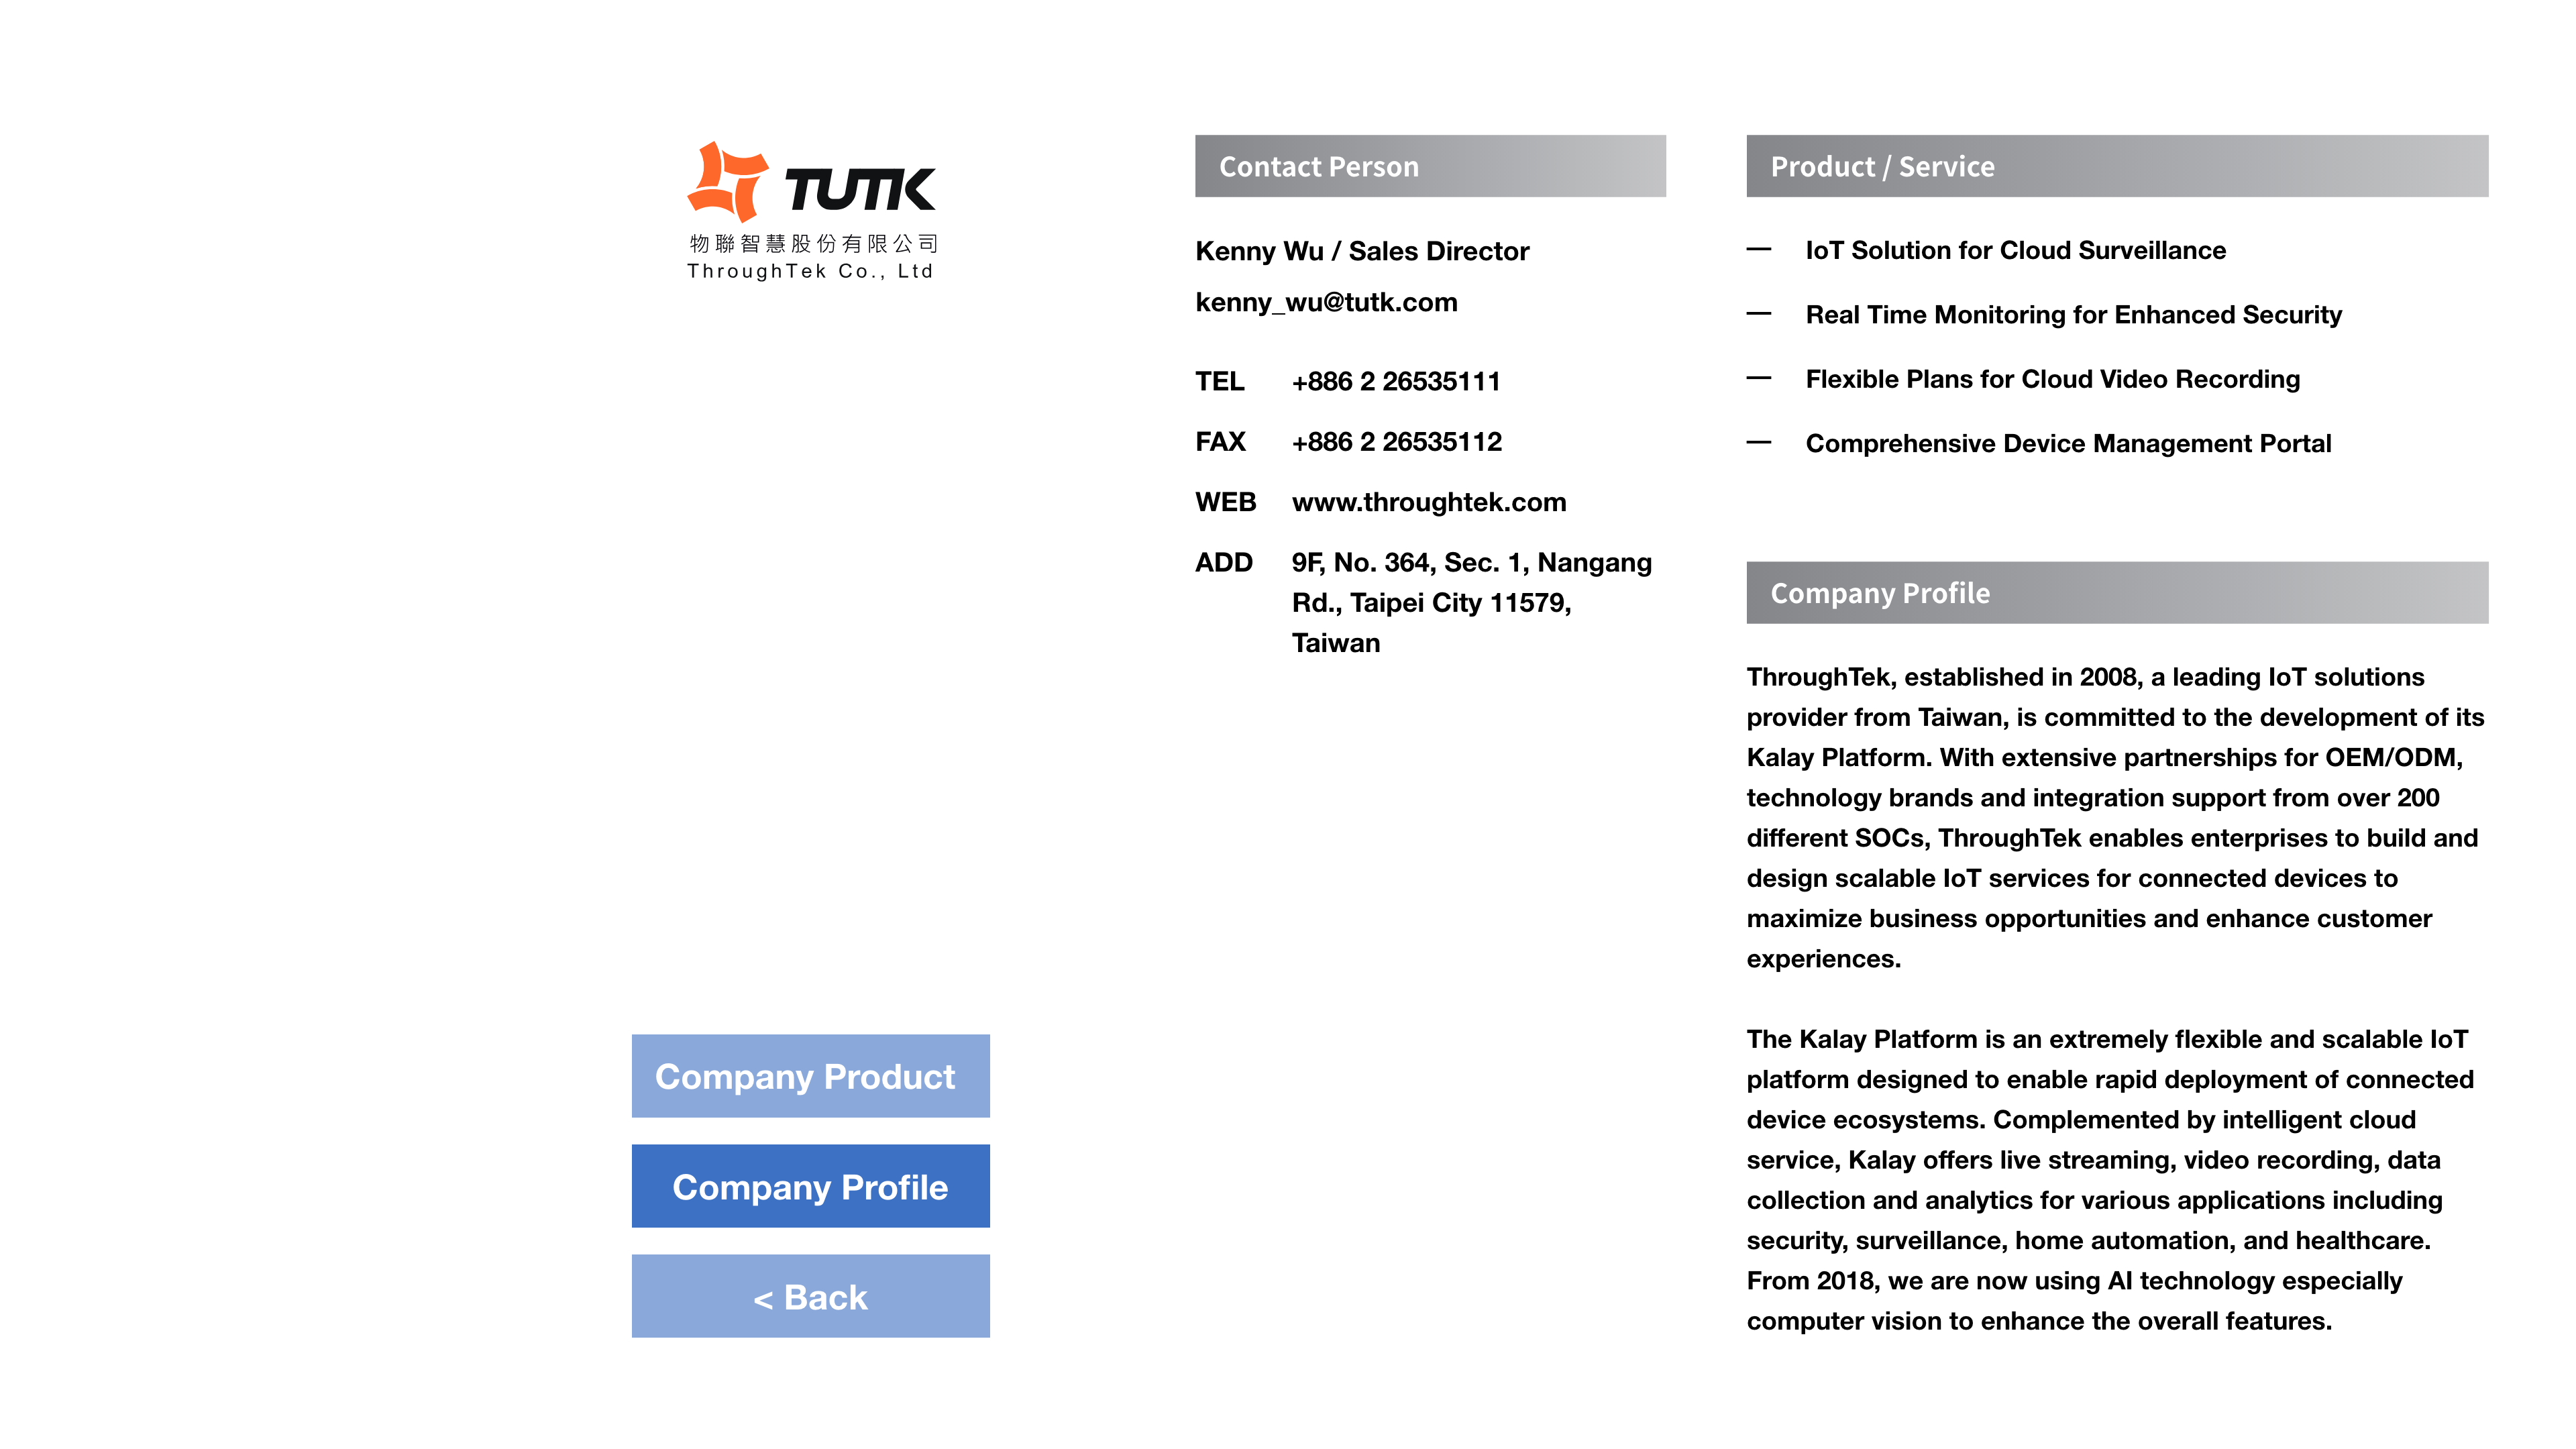 TUTK
物聯智慧股份有限公司
ThroughTek Co., Ltd
Company Product
Company Profile
< Back
Contact Person
Kenny Wu / Sales Director
kenny_wu@tutk.com
TEL +886 2 26535111
FAX +886 2 26535112
WEB www.throughtek.com
ADD 9F, No. 364, Sec. 1, Nangang
Rd., Taipei City 11579,
Taiwan
Product / Service
— IoT Solution for Cloud Surveillance
— Real Time Monitoring for Enhanced Security
— Flexible Plans for Cloud Video Recording
— Comprehensive Device Management Portal
Company Profile
ThroughTek, established in 2008, a leading IoT solutions
provider from Taiwan, is committed to the development of its
Kalay Platform. With extensive partnerships for OEM/ODM,
technology brands and integration support from over 200
different SOCs, ThroughTek enables enterprises to build and
design scalable IoT services for connected devices to
maximize business opportunities and enhance customer
experiences.
The Kalay Platform is an extremely flexible and scalable IoT
platform designed to enable rapid deployment of connected
device ecosystems. Complemented by intelligent cloud
service, Kalay offers live streaming, video recording, data
collection and analytics for various applications including
security, surveillance, home automation, and healthcare.
From 2018, we are now using AI technology especially
computer vision to enhance the overall features.